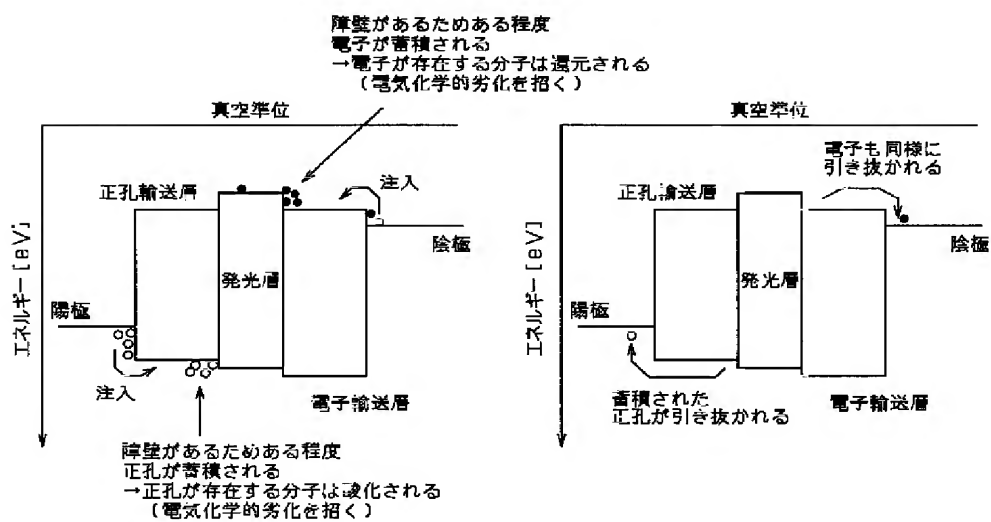 障壁があるためある程度
電子が蓄積される
→電子が存在する分子は還元される
(電気化学的劣化を招く)
真空準位
正孔輸送層
注入
陰極
発光層
エネルギー[eV]
陽極
注入
電子輸送層
障壁があるためある程度
正孔が蓄積される
→正孔が存在する分子は酸化される
(電気化学的劣化を招く)
真空準位
電子も同様に
引き抜かれる
正孔輸送層
陰極
発光層
エネルギー[eV]
陽極
蓄積された
正孔が引き抜かれる
電子輸送層